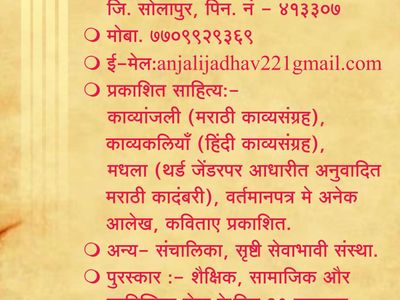 जि. सोलापुर, पिन. नं - ४१३३०७
मोबा. ७७०९९२९३६९
ई-मेल:anjalijadhav221gmail.com
प्रकाशित साहित्य:-
काव्यांजली (मराठी काव्यसंग्रह),
काव्यकलियाँ (हिंदी काव्यसंग्रह),
मधला (थर्ड जेंडरपर आधारीत अनुवादित
मराठी कादंबरी), वर्तमानपत्र मे अनेक
आलेख, कविताए प्रकाशित.
अन्य- संचालिका, सृष्टी सेवाभावी संस्था.
पुरस्कार :- शैक्षिक, सामाजिक और